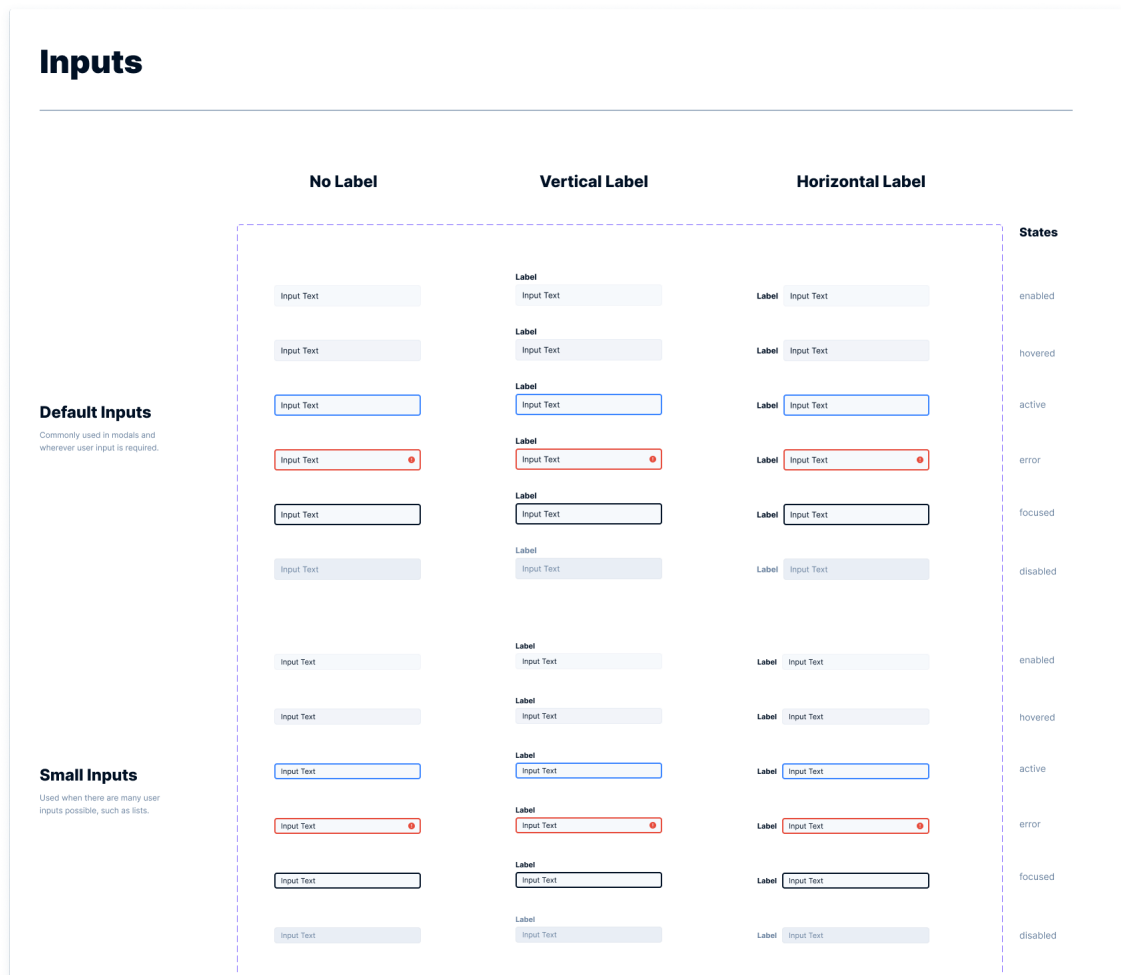 Inputs
No Label
Vertical Label
Horizontal Label
States
Label
Input Text
Input Text
Label
Input Text
enabled
Label
Input Text
Input Text
Label
Input Text
hovered
Label
Input Text
Input Text
Label
Input Text
active
Default Inputs
Commonly used in modals and
wherever user input is required.
Label
Input Text
Input Text
Label
Input Text
error
Label
Input Text
Input Text
Label
Input Text
focused
Label
Input Text
Input Text
Label
Input Text
disabled
Label
Input Text
Input Text
Label
Input Text
enabled
Label
Input Text
Input Text
Label
Input Text
hovered
Label
Input Text
Input Text
Label
Input Text
active
Small Inputs
Used when there are many user
inputs possible, such as lists.
Label
Input Text
Input Text
Label
Input Text
error
Label
Input Text
Input Text
Label
Input Text
focused
Label
Input Text
Input Text
Label
Input Text
disabled